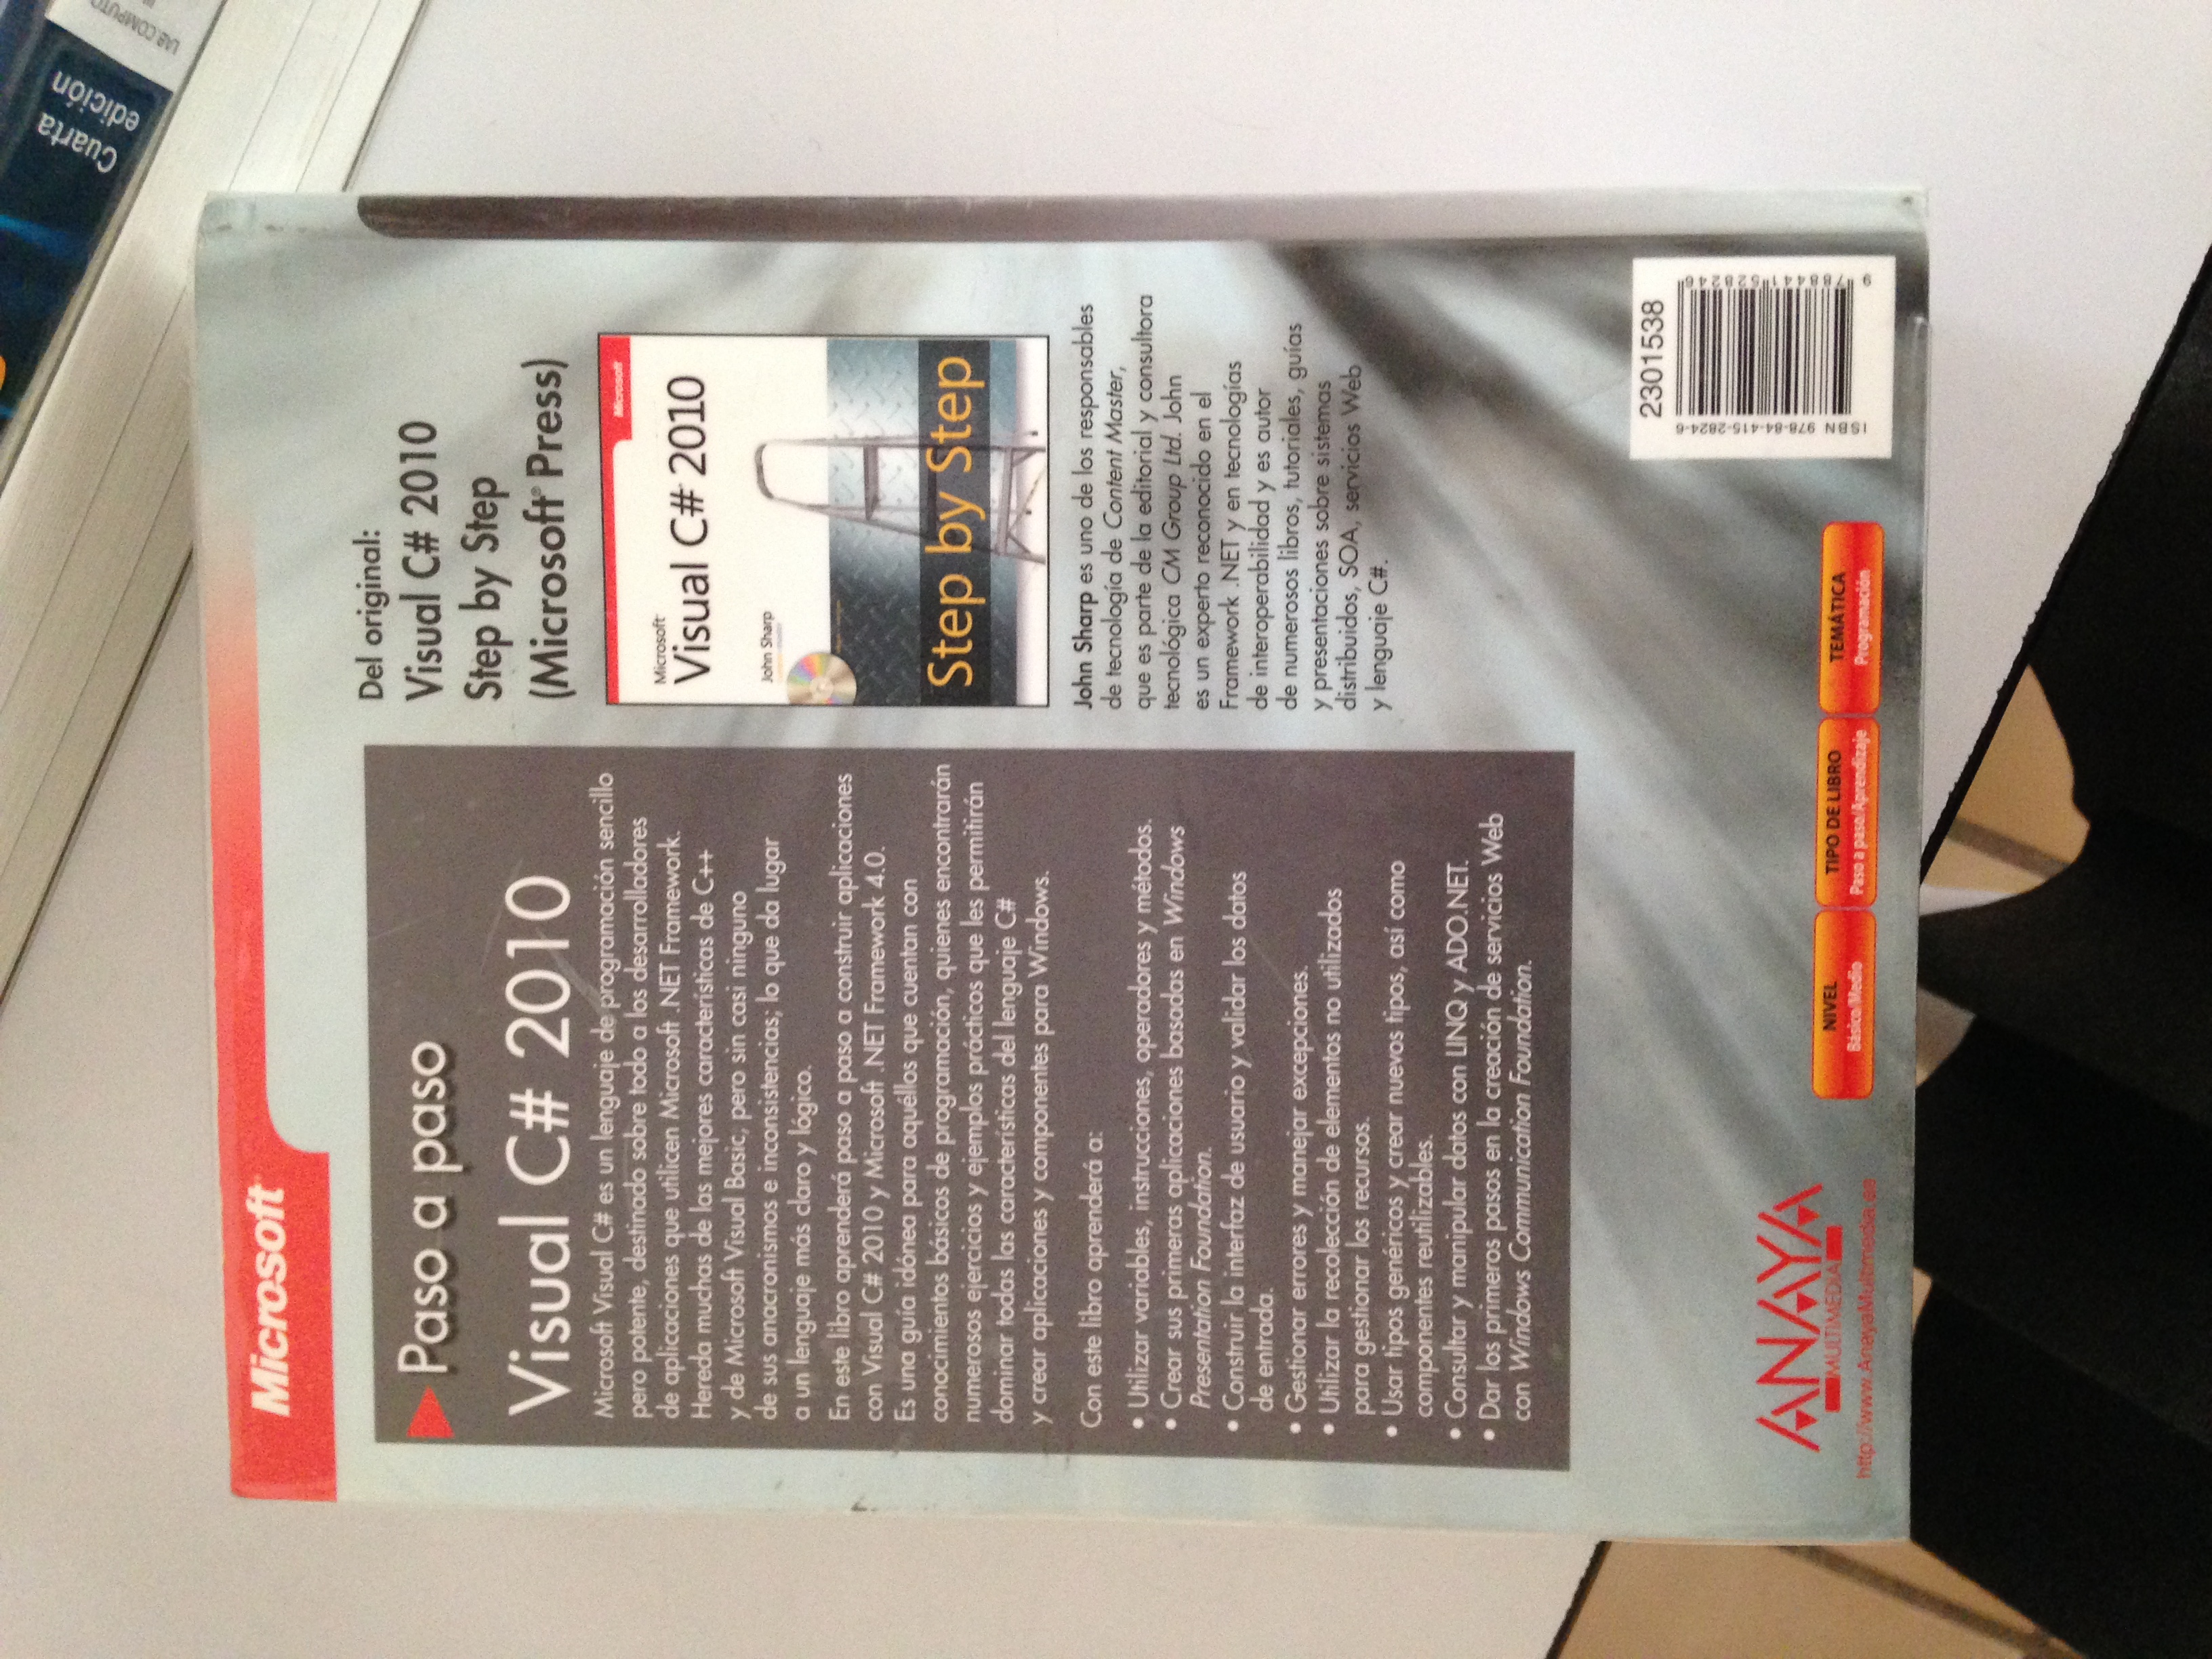 Cuarta
edición
LAB.COMPUTO
Microsoft
Paso a paso
Visual C# 2010
Microsoft Visual C# es un lenguaje de programación sencillo
pero potente, destinado sobre todo a los desarrolladores
de aplicaciones que utilicen Microsoft .NET Framework.
Hereda muchas de las mejores características de C++
y de Microsoft Visual Basic, pero sin casi ninguno
de sus anacronismos e inconsistencias; lo que da lugar
a un lenguaje más claro y lógico.
En este libro aprenderá paso a paso a construir aplicaciones
con Visual C# 2010 y Microsoft .NET Framework 4.0.
Es una guía idónea para aquéllos que cuentan con
conocimientos básicos de programación, quienes encontrarán
numerosos ejercicios y ejemplos prácticos que les permitirán
dominar todas las características del lenguaje C#
y crear aplicaciones y componentes para Windows.
Con este libro aprenderá a:
• Utilizar variables, instrucciones, operadores y métodos.
• Crear sus primeras aplicaciones basadas en Windows
Presentation Foundation.
• Construir la interfaz de usuario y validar los datos
de entrada.
• Gestionar errores y manejar excepciones.
• Utilizar la recolección de elementos no utilizados
para gestionar los recursos.
• Usar tipos genéricos y crear nuevos tipos, así como
componentes reutilizables.
• Consultar y manipular datos con LINQ y ADO.NET.
• Dar los primeros pasos en la creación de servicios Web
con Windows Communication Foundation.
Del original:
Visual C# 2010
Step by Step
(Microsoft® Press)
Microsoft
Microsoft
Visual C# 2010
John Sharp
Step by Step
John Sharp es uno de los responsables
de tecnología de Content Master,
que es parte de la editorial y consultora
tecnológica CM Group Ltd. John
es un experto reconocido en el
Framework .NET y en tecnologías
de interoperabilidad y es autor
de numerosos libros, tutoriales, guías
y presentaciones sobre sistemas
distribuidos, SOA, servicios Web
y lenguaje C#.
ANAYA
MULTIMEDIA
http://www.AnayaMultimedia.es
NIVEL
Básico/Medio
TIPO DE LIBRO
Paso a paso/Aprendizaje
TEMÁTICA
Programación
2301538
ISBN 978-84-415-2824-6
9 788441 528246